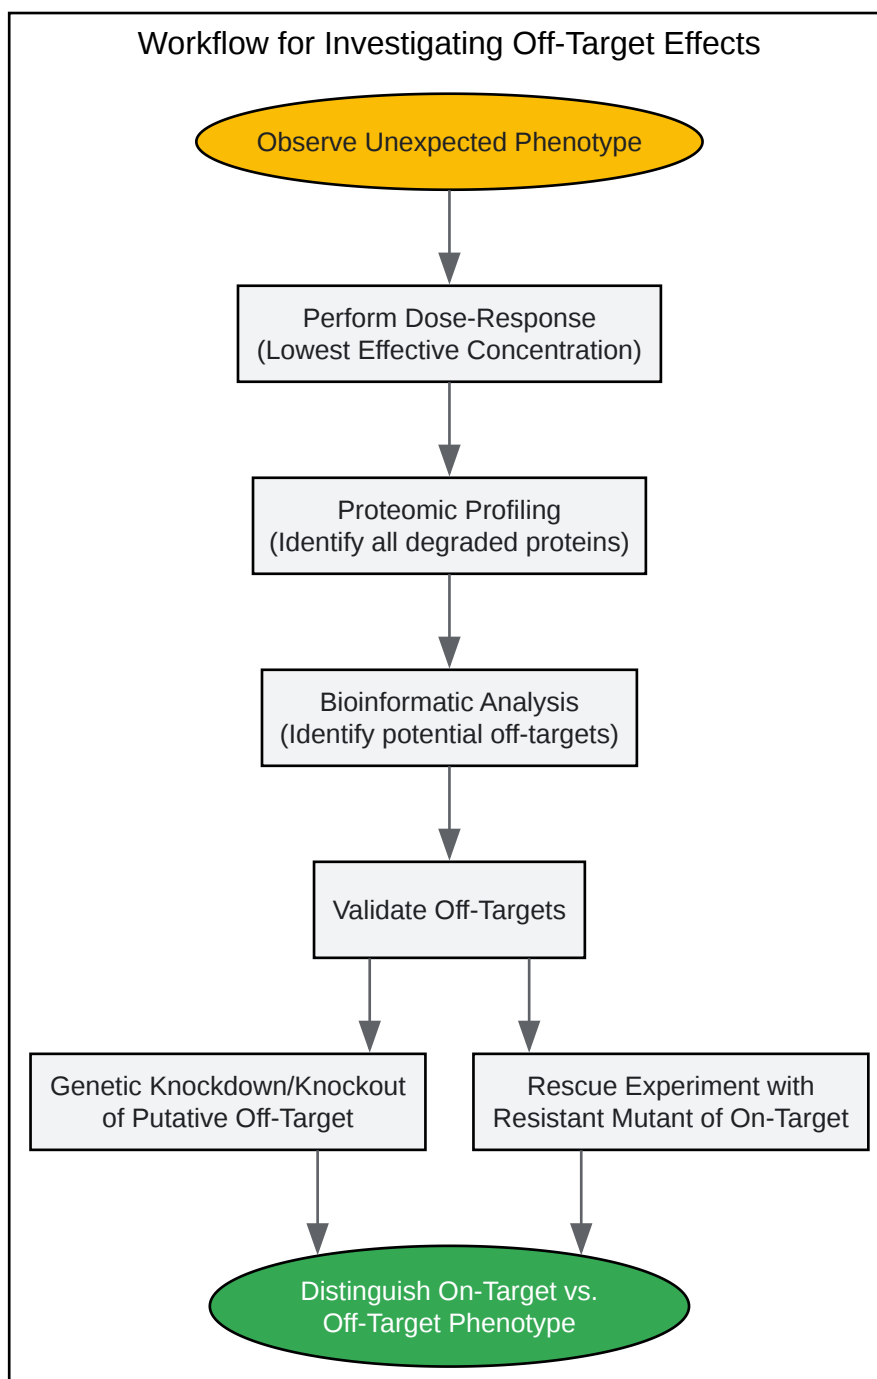 Workflow for Investigating Off-Target Effects
Observe Unexpected Phenotype
Perform Dose-Response
(Lowest Effective Concentration)
Proteomic Profiling
(Identify all degraded proteins)
Bioinformatic Analysis
(Identify potential off-targets)
Validate Off-Targets
Genetic Knockdown/Knockout
of Putative Off-Target
Rescue Experiment with
Resistant Mutant of On-Target
Distinguish On-Target vs.
Off-Target Phenotype